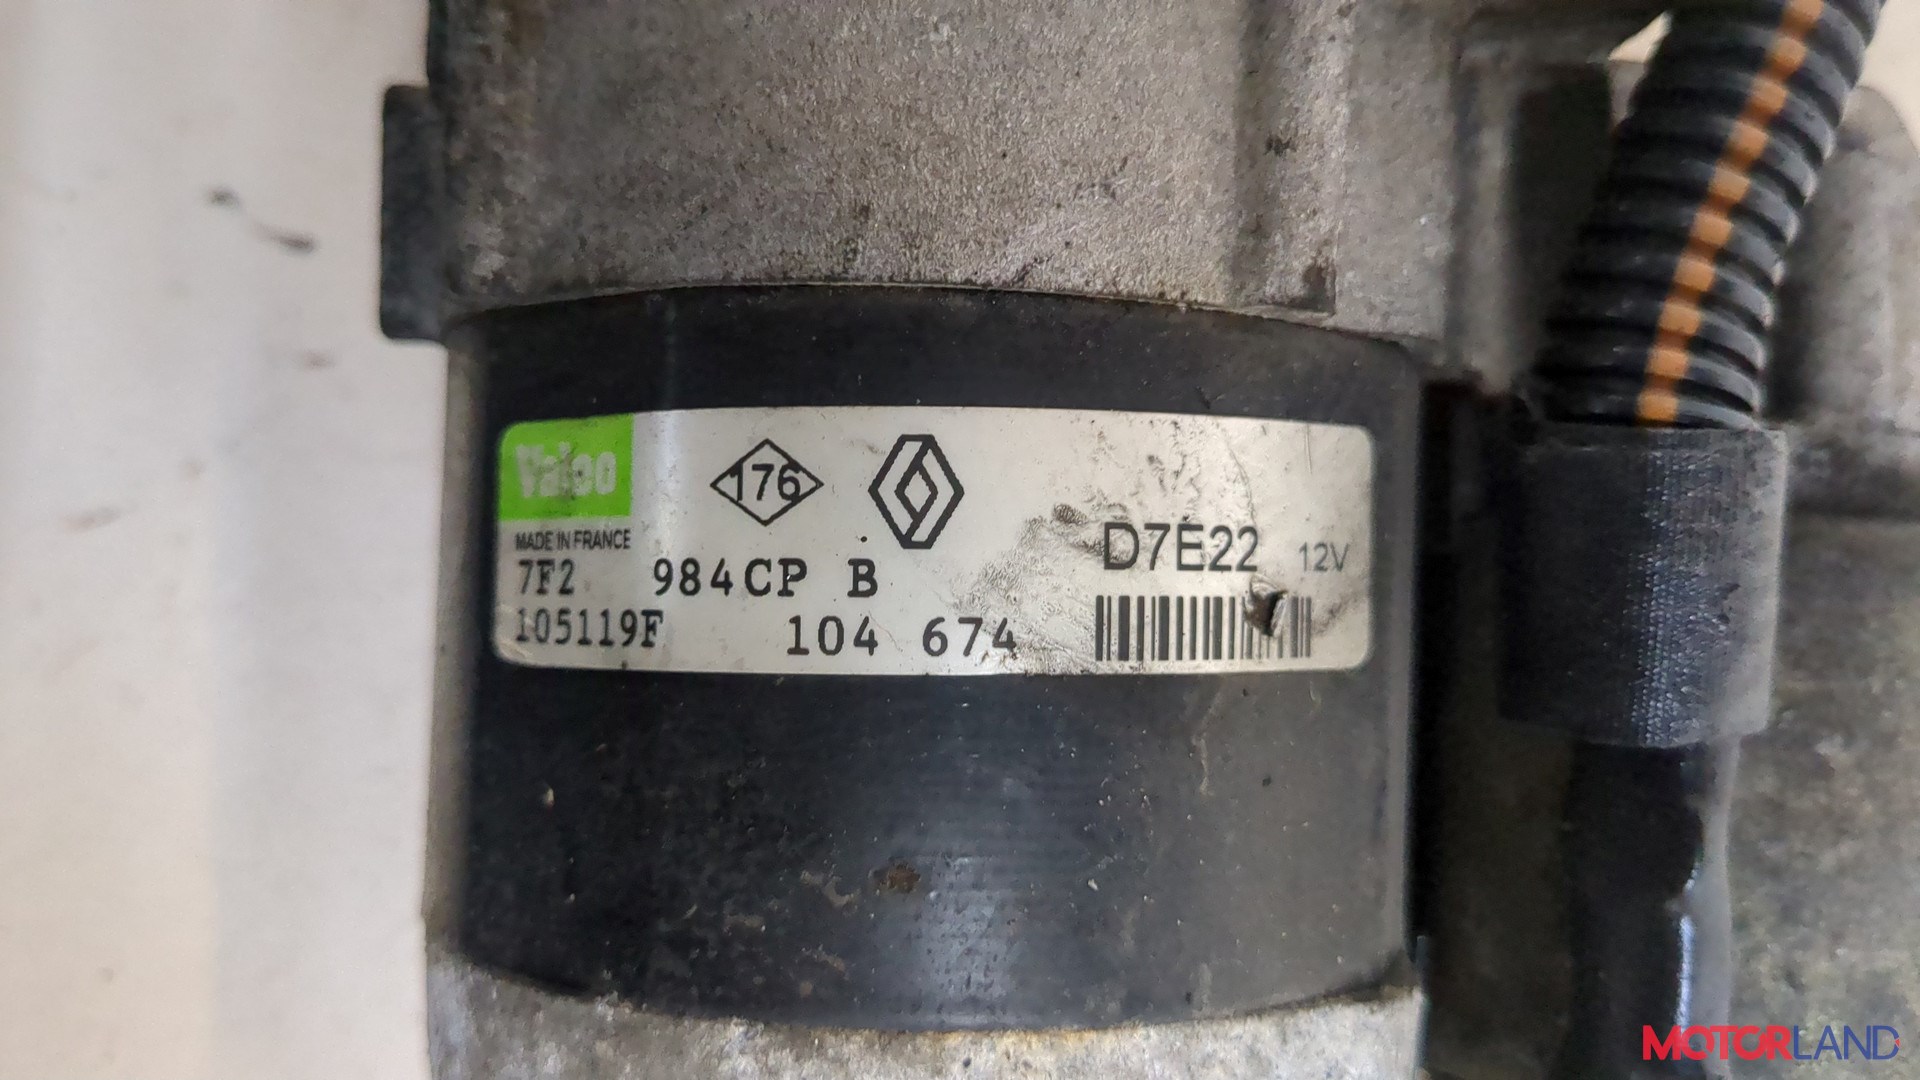 Valeo
176
MADE IN FRANCE
D7E22 12V
7F2 984CP B
105119F 104 674
MOTORLAND